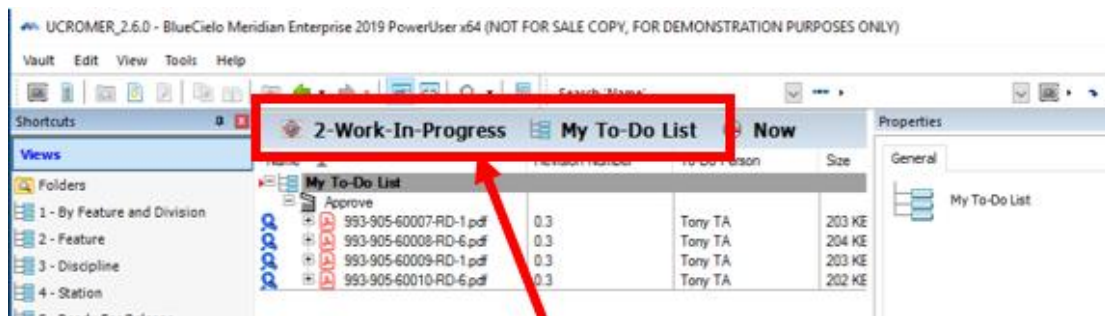 UCROMER_2.6.0 - BlueCielo Meridian Enterprise 2019 PowerUser x64 (NOT FOR SALE COPY, FOR DEMONSTRATION PURPOSES ONLY)
Vault Edit View Tools Help
Search 'Name'
Shortcuts
2-Work-In-Progress My To-Do List Now
Properties
Views
Name Revision Number To-Do Person Size
General
Folders
My To-Do List
My To-Do List
1 - By Feature and Division
Approve
993-905-60007-RD-1.pdf 0.3 Tony TA 203 KE
2 - Feature
993-905-60008-RD-6.pdf 0.3 Tony TA 204 KE
3 - Discipline
993-905-60009-RD-1.pdf 0.3 Tony TA 203 KE
4 - Station
993-905-60010-RD-6.pdf 0.3 Tony TA 202 KE